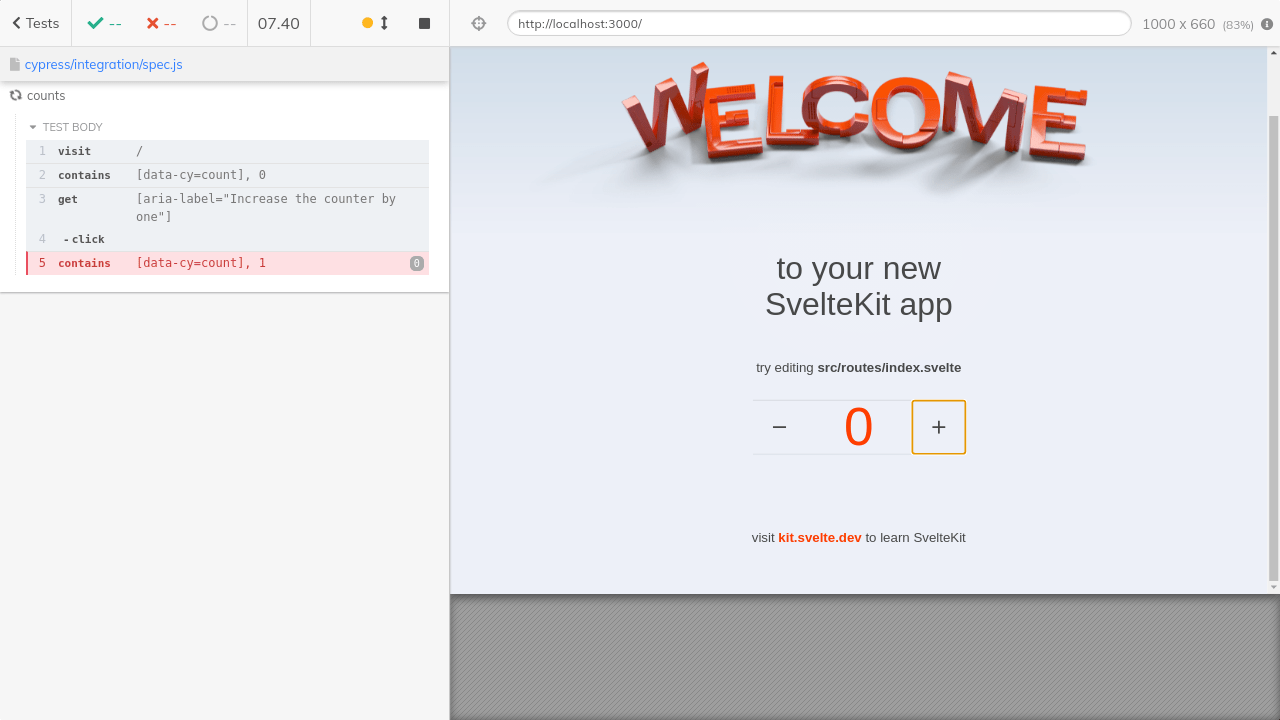 Tests
--
--
--
07.40
http://localhost:3000/
1000 x 660 (83%)
cypress/integration/spec.js
counts
TEST BODY
1 visit /
2 contains [data-cy=count], 0
3 get [aria-label="Increase the counter by
one"]
4 - click
5 contains [data-cy=count], 1 0
WELCOME
to your new
SvelteKit app
try editing src/routes/index.svelte
− 0 +
visit kit.svelte.dev to learn SvelteKit